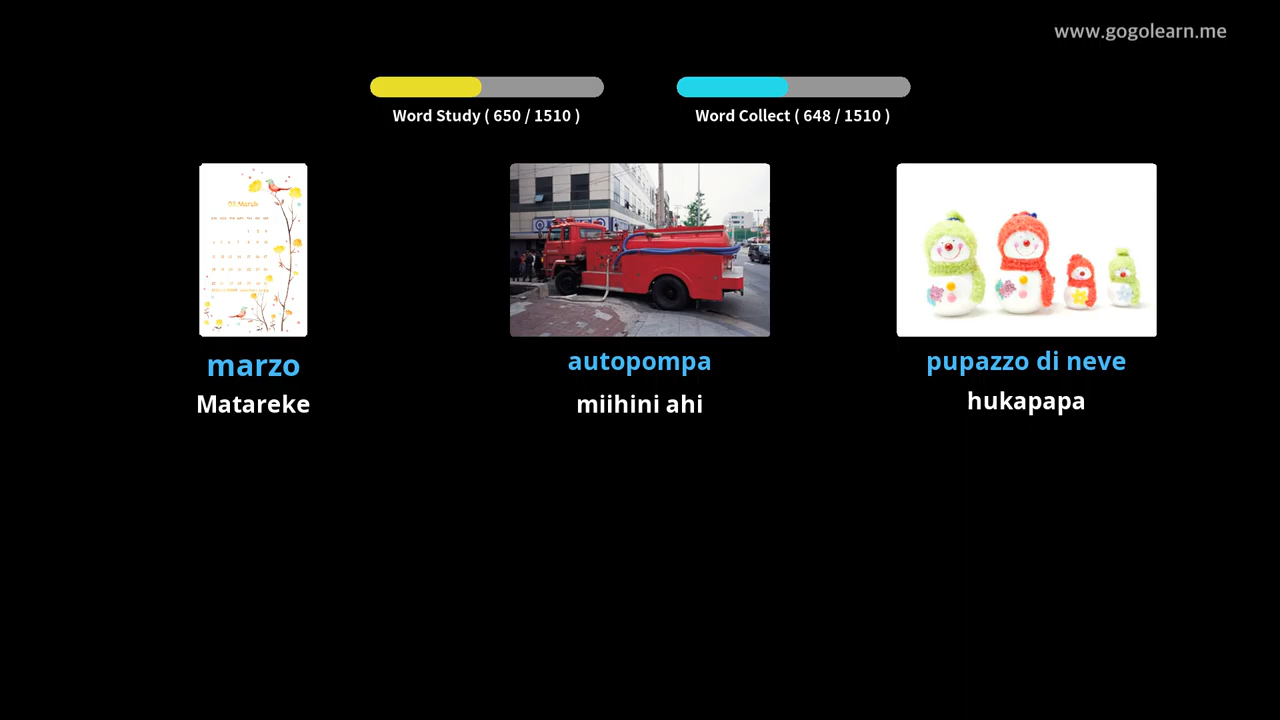 www.gogolearn.me
Word Study ( 650 / 1510 )
Word Collect ( 648 / 1510 )
marzo
Matareke
autopompa
miihini ahi
pupazzo di neve
hukapapa